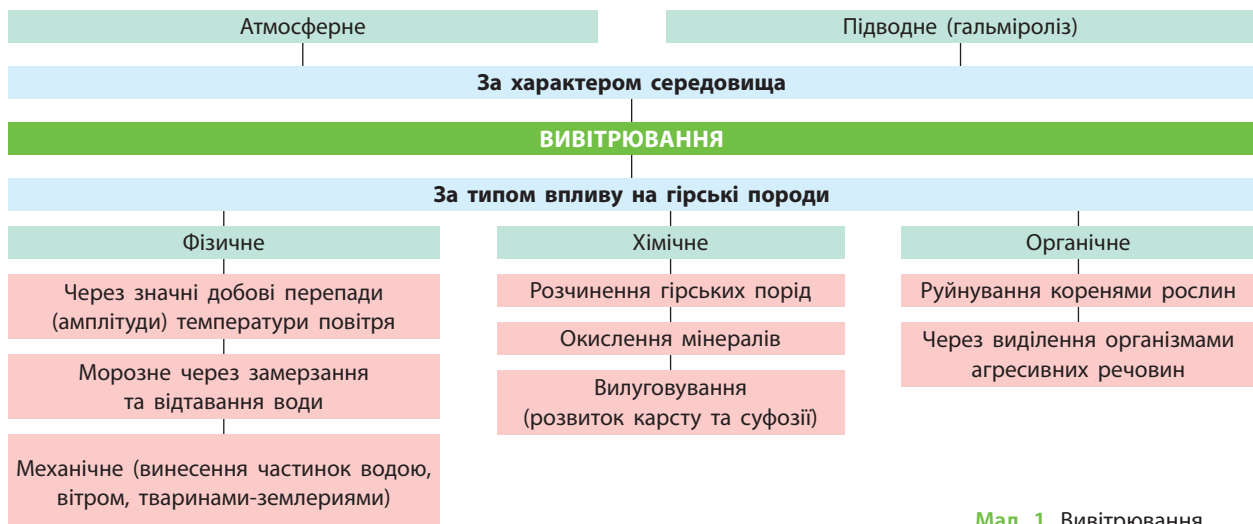 Атмосферне
Підводне (гальміроліз)
За характером середовища
ВИВІТРЮВАННЯ
За типом впливу на гірські породи
Фізичне
Через значні добові перепади
(амплітуди) температури повітря
Морозне через замерзання
та відтавання води
Механічне (винесення частинок водою,
вітром, тваринами-землериями)
Хімічне
Розчинення гірських порід
Окислення мінералів
Вилуговування
(розвиток карсту та суфозії)
Органічне
Руйнування коренями рослин
Через виділення організмами
агресивних речовин
Мал. 1. Вивітрювання